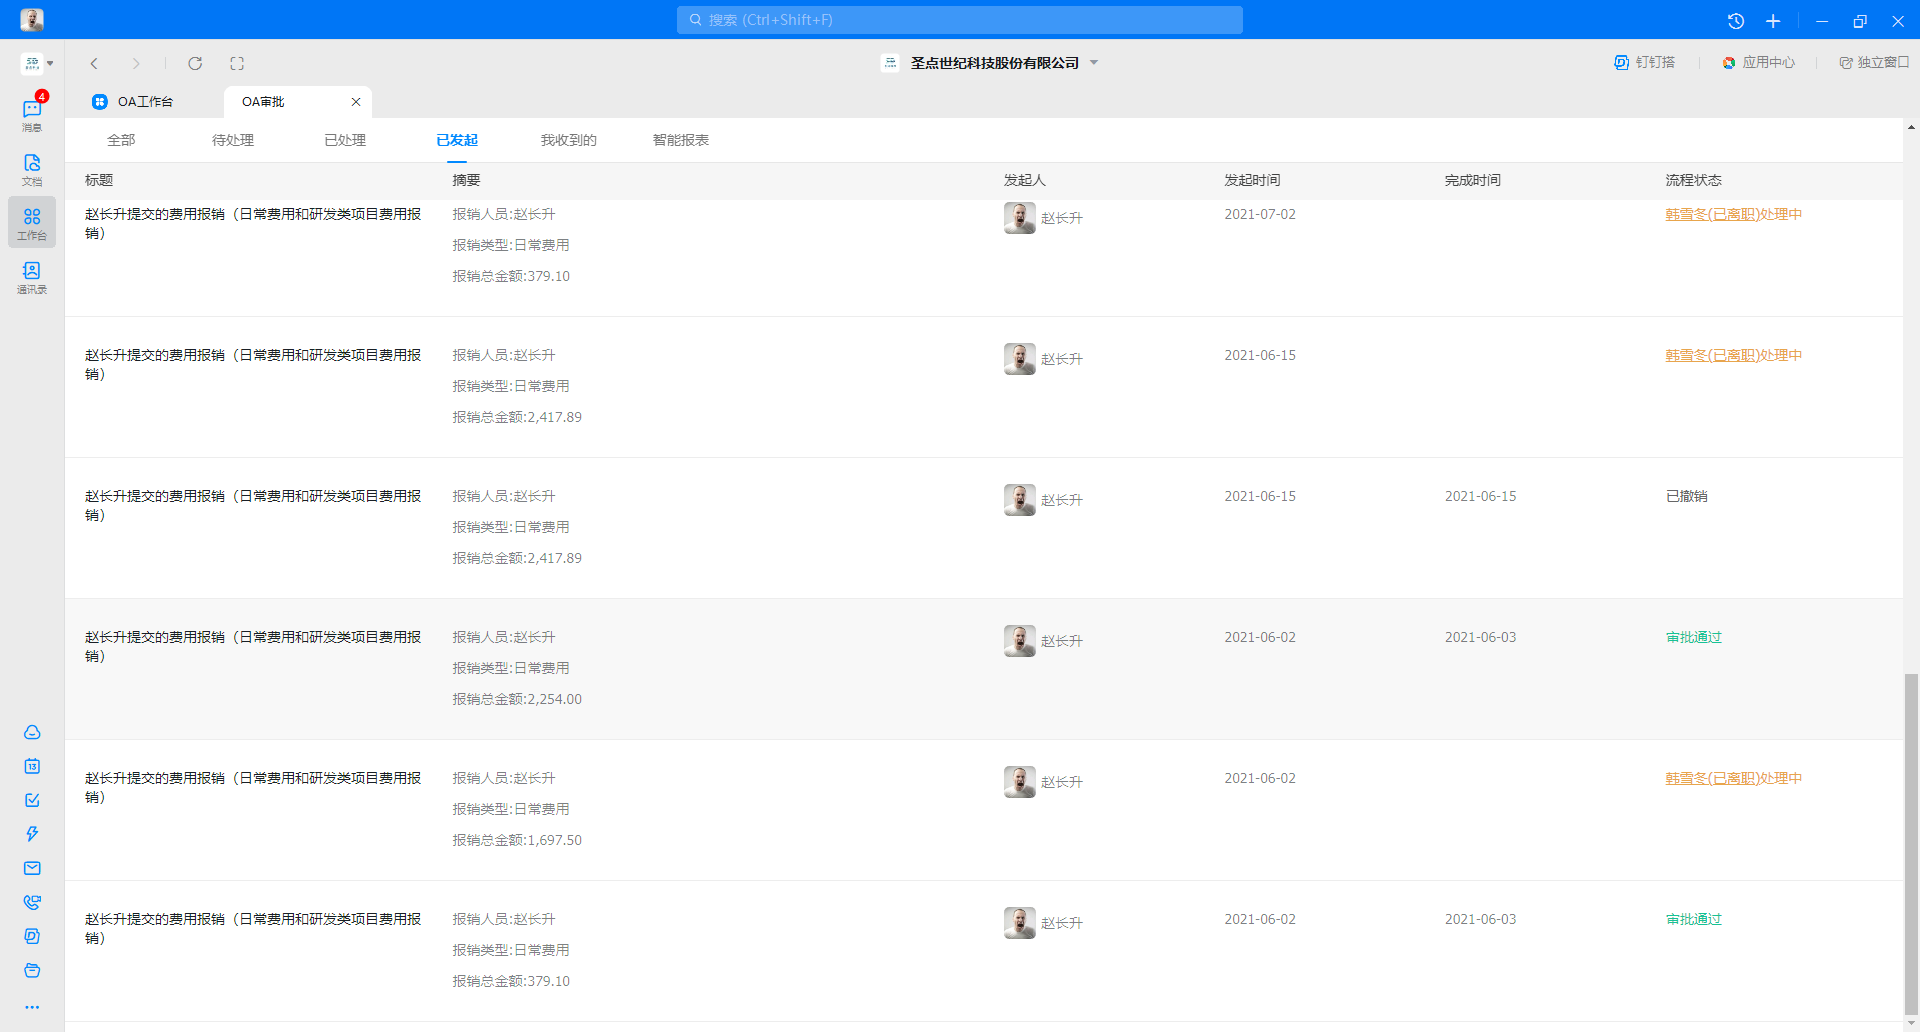 搜索 (Ctrl+Shift+F)
圣点世纪科技股份有限公司
钉钉搭
应用中心
独立窗口
4
消息
文档
工作台
通讯录
13
OA工作台
OA审批
全部
待处理
已处理
已发起
我收到的
智能报表
标题
摘要
发起人
发起时间
完成时间
流程状态
赵长升提交的费用报销（日常费用和研发类项目费用报
销）
报销人员:赵长升
报销类型:日常费用
报销总金额:379.10
赵长升
2021-07-02
韩雪冬(已离职)处理中
赵长升提交的费用报销（日常费用和研发类项目费用报
销）
报销人员:赵长升
报销类型:日常费用
报销总金额:2,417.89
赵长升
2021-06-15
韩雪冬(已离职)处理中
赵长升提交的费用报销（日常费用和研发类项目费用报
销）
报销人员:赵长升
报销类型:日常费用
报销总金额:2,417.89
赵长升
2021-06-15
2021-06-15
已撤销
赵长升提交的费用报销（日常费用和研发类项目费用报
销）
报销人员:赵长升
报销类型:日常费用
报销总金额:2,254.00
赵长升
2021-06-02
2021-06-03
审批通过
赵长升提交的费用报销（日常费用和研发类项目费用报
销）
报销人员:赵长升
报销类型:日常费用
报销总金额:1,697.50
赵长升
2021-06-02
韩雪冬(已离职)处理中
赵长升提交的费用报销（日常费用和研发类项目费用报
销）
报销人员:赵长升
报销类型:日常费用
报销总金额:379.10
赵长升
2021-06-02
2021-06-03
审批通过